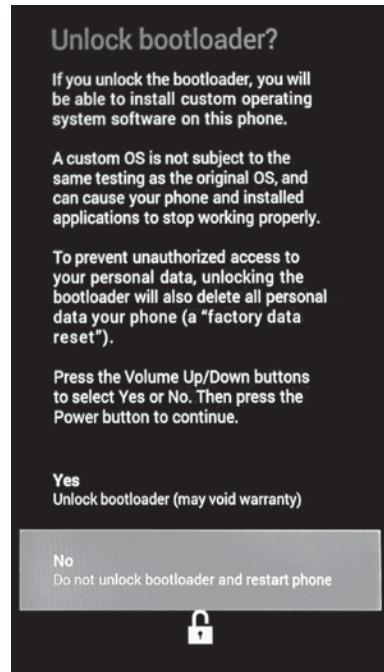 Unlock bootloader?
If you unlock the bootloader, you will
be able to install custom operating
system software on this phone.
A custom OS is not subject to the
same testing as the original OS, and
can cause your phone and installed
applications to stop working properly.
To prevent unauthorized access to
your personal data, unlocking the
bootloader will also delete all personal
data your phone (a “factory data
reset”).
Press the Volume Up/Down buttons
to select Yes or No. Then press the
Power button to continue.
Yes
Unlock bootloader (may void warranty)
No
Do not unlock bootloader and restart phone